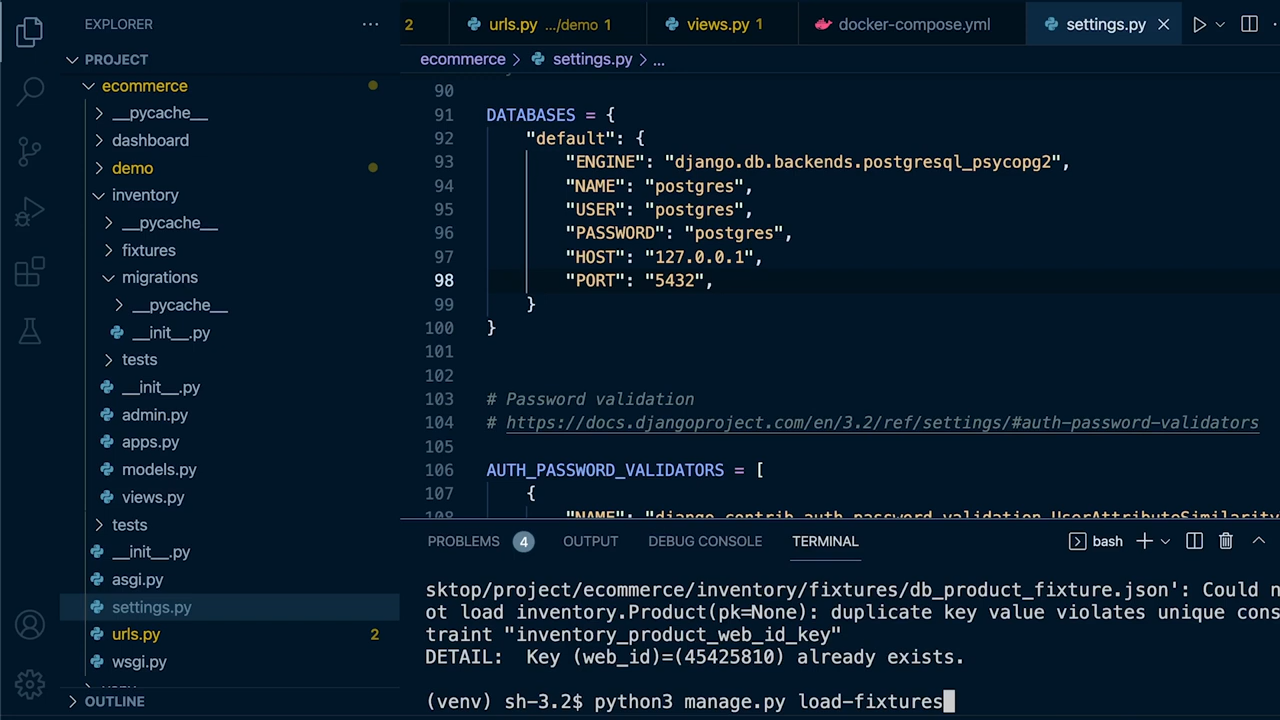 EXPLORER ...
PROJECT
ecommerce
__pycache__
dashboard
demo
inventory
__pycache__
fixtures
migrations
__pycache__
__init__.py
tests
__init__.py
admin.py
apps.py
models.py
views.py
tests
__init__.py
asgi.py
settings.py
urls.py 2
wsgi.py
OUTLINE
2 urls.py .../demo 1 views.py 1 docker-compose.yml settings.py
ecommerce > settings.py > ...
90
91 DATABASES = {
92 "default": {
93 "ENGINE": "django.db.backends.postgresql_psycopg2",
94 "NAME": "postgres",
95 "USER": "postgres",
96 "PASSWORD": "postgres",
97 "HOST": "127.0.0.1",
98 "PORT": "5432",
99 }
100 }
101
102
103 # Password validation
104 # https://docs.djangoproject.com/en/3.2/ref/settings/#auth-password-validators
105
106 AUTH_PASSWORD_VALIDATORS = [
107 {
108 "NAME": "django.contrib.auth.password_validation.UserAttributeSimilarity
PROBLEMS 4 OUTPUT DEBUG CONSOLE TERMINAL bash
sktop/project/ecommerce/inventory/fixtures/db_product_fixture.json': Could n
ot load inventory.Product(pk=None): duplicate key value violates unique cons
traint "inventory_product_web_id_key"
DETAIL:  Key (web_id)=(45425810) already exists.
(venv) sh-3.2$ python3 manage.py load-fixtures